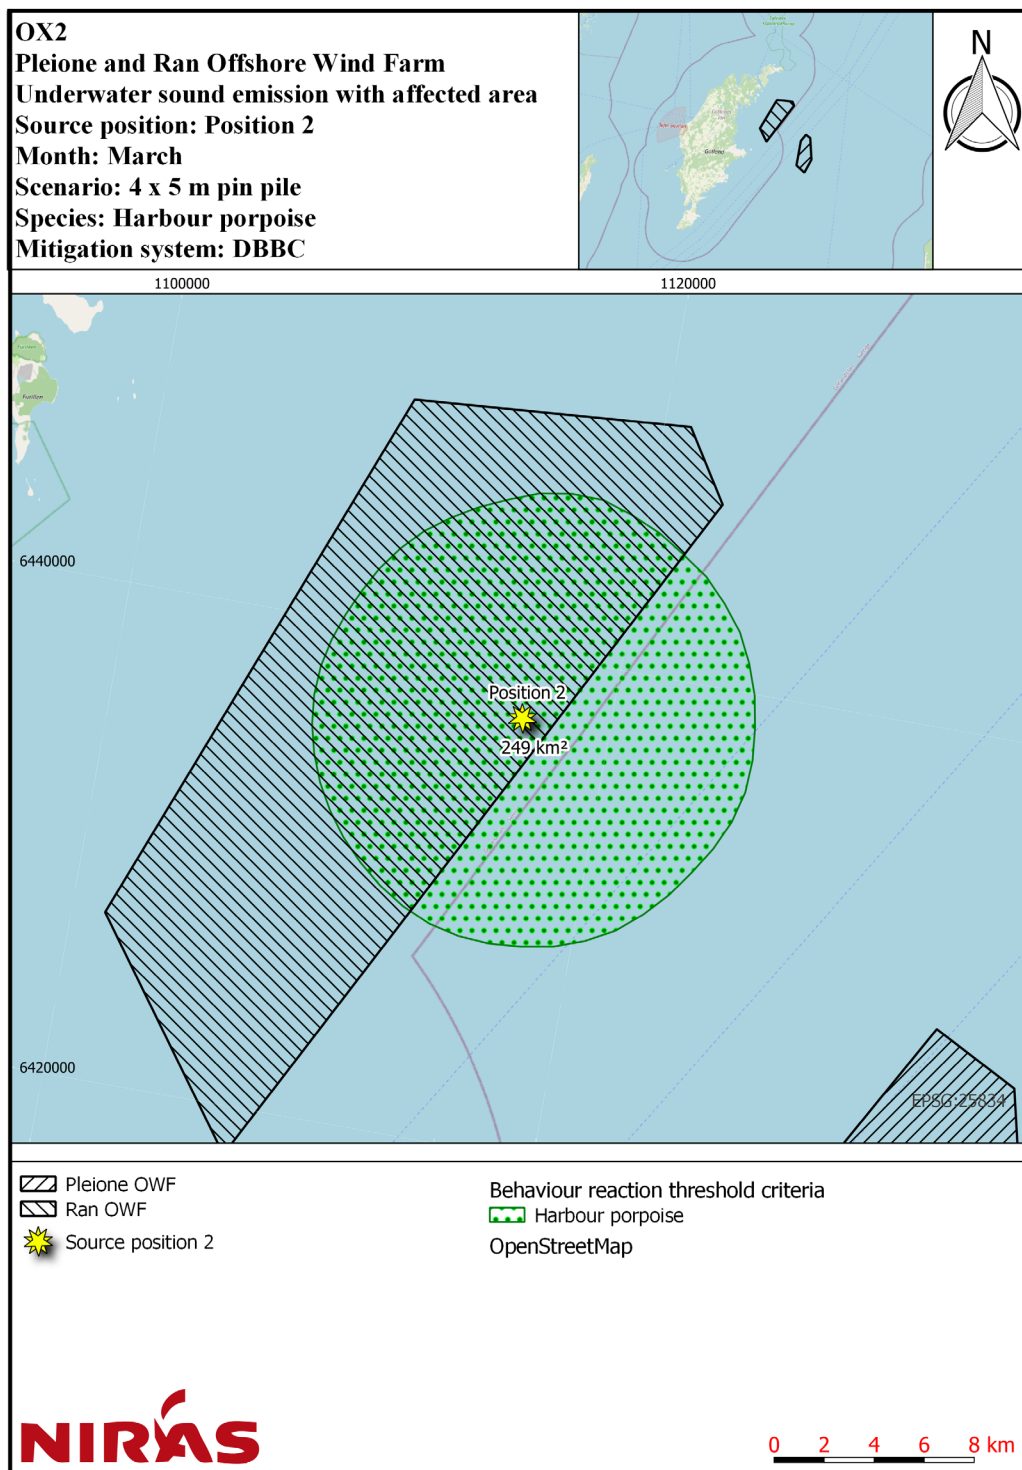 OX2
Pleione and Ran Offshore Wind Farm
Underwater sound emission with affected area
Source position: Position 2
Month: March
Scenario: 4 x 5 m pin pile
Species: Harbour porpoise
Mitigation system: DBBC
Gotland
N
1100000
1120000
Furillen
6440000
Position 2
249 km²
6420000
EPSG:25834
Pleione OWF
Ran OWF
Source position 2
Behaviour reaction threshold criteria
Harbour porpoise
OpenStreetMap
NIRAS
0 2 4 6 8 km